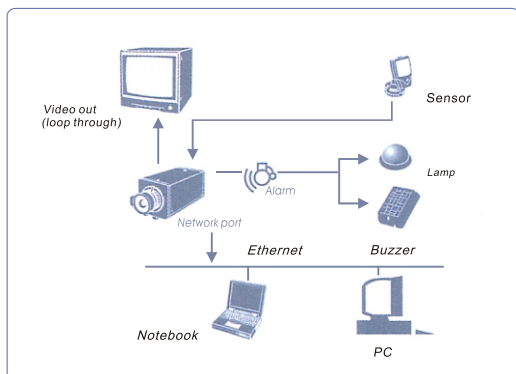 Video out
(loop through)
Sensor
Alarm
Lamp
Network port
Ethernet
Buzzer
Notebook
PC